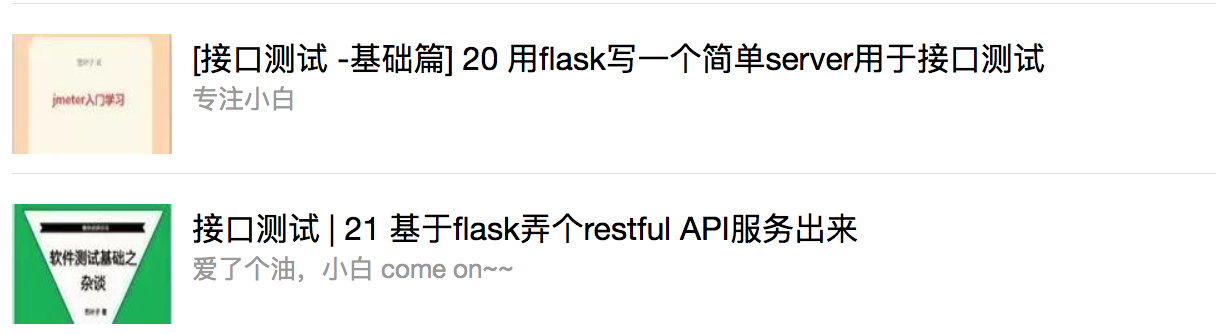 [接口测试 -基础篇] 20 用flask写一个简单server用于接口测试
专注小白
jmeter入门学习
接口测试 | 21 基于flask弄个restful API服务出来
爱了个油，小白 come on~~
软件测试基础之
杂谈